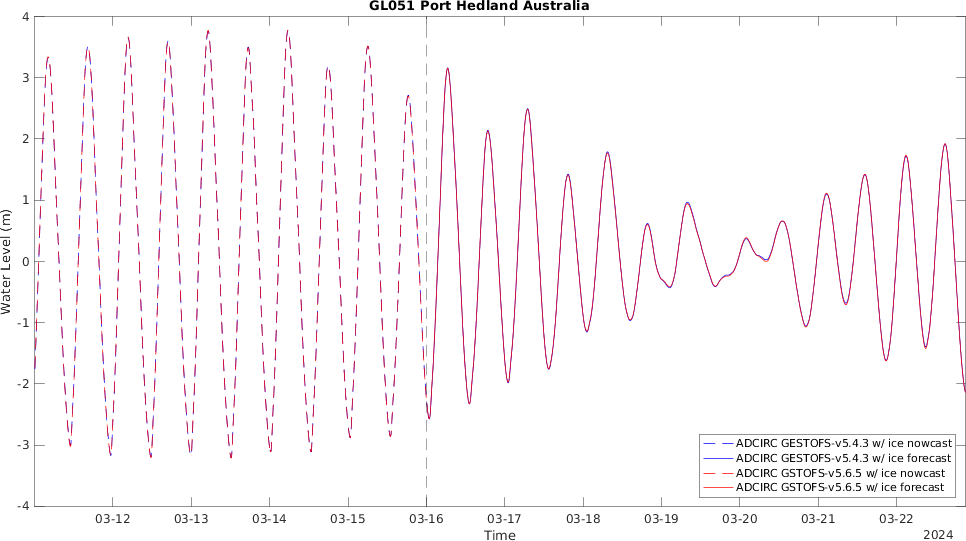 GL051 Port Hedland Australia
4
3
2
1
0
-1
-2
-3
-4
Water Level (m)
ADCIRC GESTOFS-v5.4.3 w/ ice nowcast
ADCIRC GESTOFS-v5.4.3 w/ ice forecast
ADCIRC GSTOFS-v5.6.5 w/ ice nowcast
ADCIRC GSTOFS-v5.6.5 w/ ice forecast
03-12 03-13 03-14 03-15 03-16 03-17 03-18 03-19 03-20 03-21 03-22
Time
2024